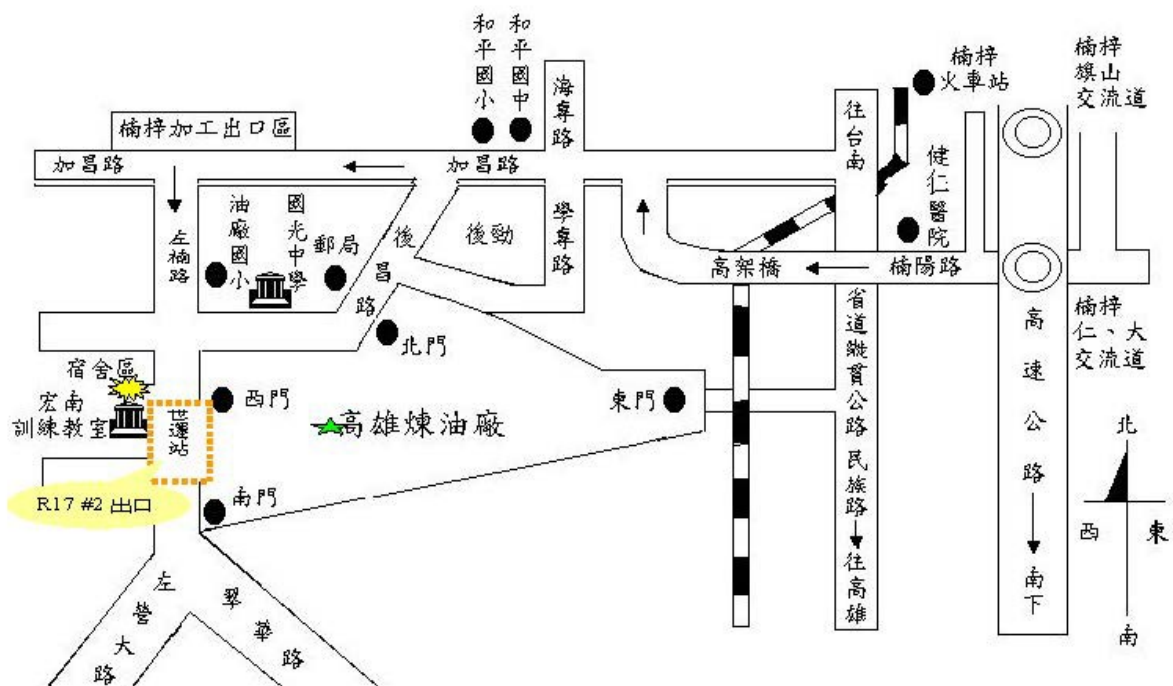 和平國小
和平國中
海專路
楠梓火車站
楠梓旗山交流道
楠梓加工出口區
往台南
加昌路
加昌路
健仁醫院
左楠路
油廠國小
國光中學
郵局
後昌路
後勁
學專路
高架橋
楠陽路
楠梓仁、大交流道
北門
省道縱貫公路
民族路
往高雄
高速公路
南下
宿舍區
宏南
訓練教室
世運站
西門
高雄煉油廠
東門
北
西
東
南
R17 #2 出口
南門
左營大路
翠華路